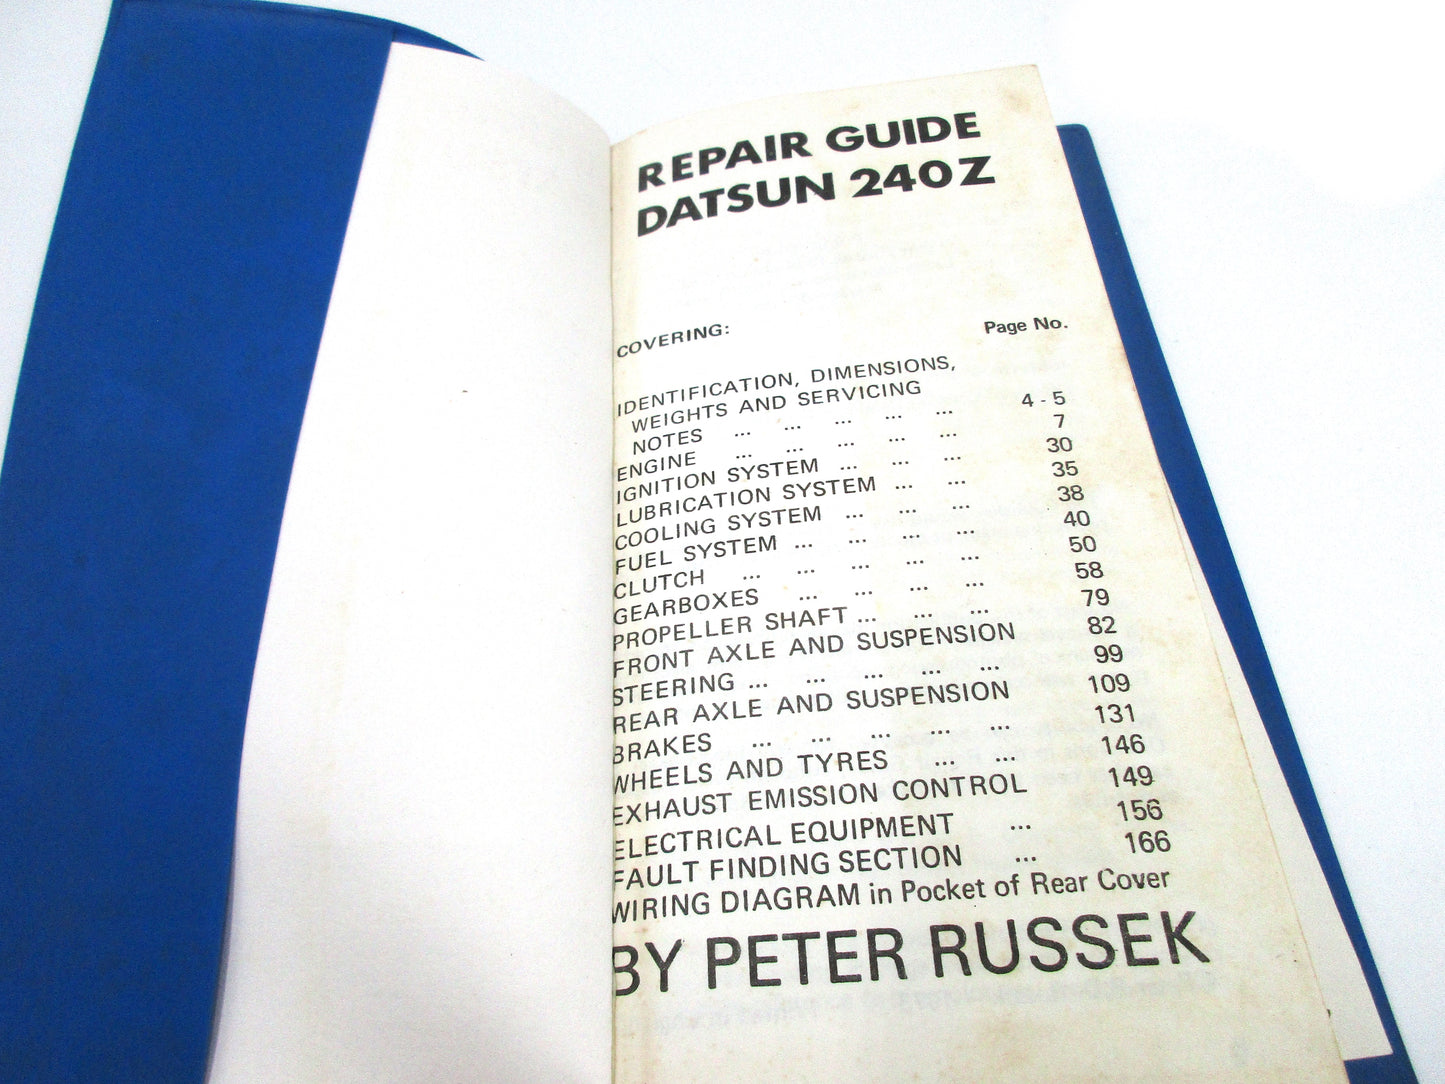 REPAIR GUIDE
DATSUN 240Z
COVERING: Page No.
IDENTIFICATION, DIMENSIONS,
WEIGHTS AND SERVICING
NOTES ... ... ... ... ... 4 - 5
ENGINE ... ... ... ... ... 7
IGNITION SYSTEM ... ... ... 30
LUBRICATION SYSTEM ... ... 35
COOLING SYSTEM ... ... ... 38
FUEL SYSTEM ... ... ... ... 40
CLUTCH ... ... ... ... ... 50
GEARBOXES ... ... ... ... 58
PROPELLER SHAFT ... ... ... 79
FRONT AXLE AND SUSPENSION 82
STEERING ... ... ... ... ... 99
REAR AXLE AND SUSPENSION 109
BRAKES ... ... ... ... ... 131
WHEELS AND TYRES ... ... 146
EXHAUST EMISSION CONTROL 149
ELECTRICAL EQUIPMENT ... 156
FAULT FINDING SECTION ... 166
WIRING DIAGRAM in Pocket of Rear Cover
BY PETER RUSSEK